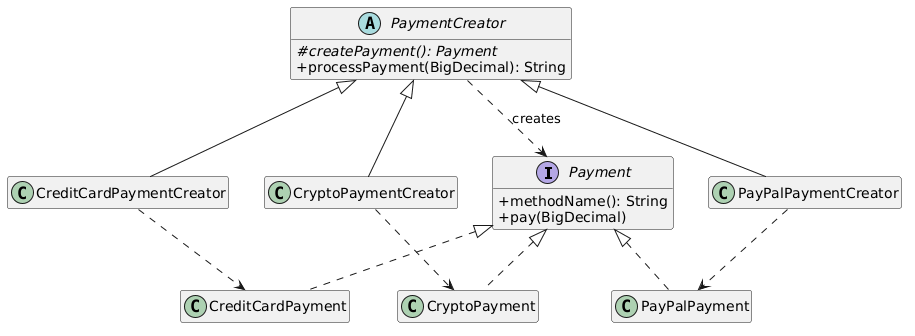 A PaymentCreator
#createPayment(): Payment
+processPayment(BigDecimal): String
creates
I Payment
+methodName(): String
+pay(BigDecimal)
C CreditCardPaymentCreator
C CryptoPaymentCreator
C PayPalPaymentCreator
C CreditCardPayment
C CryptoPayment
C PayPalPayment